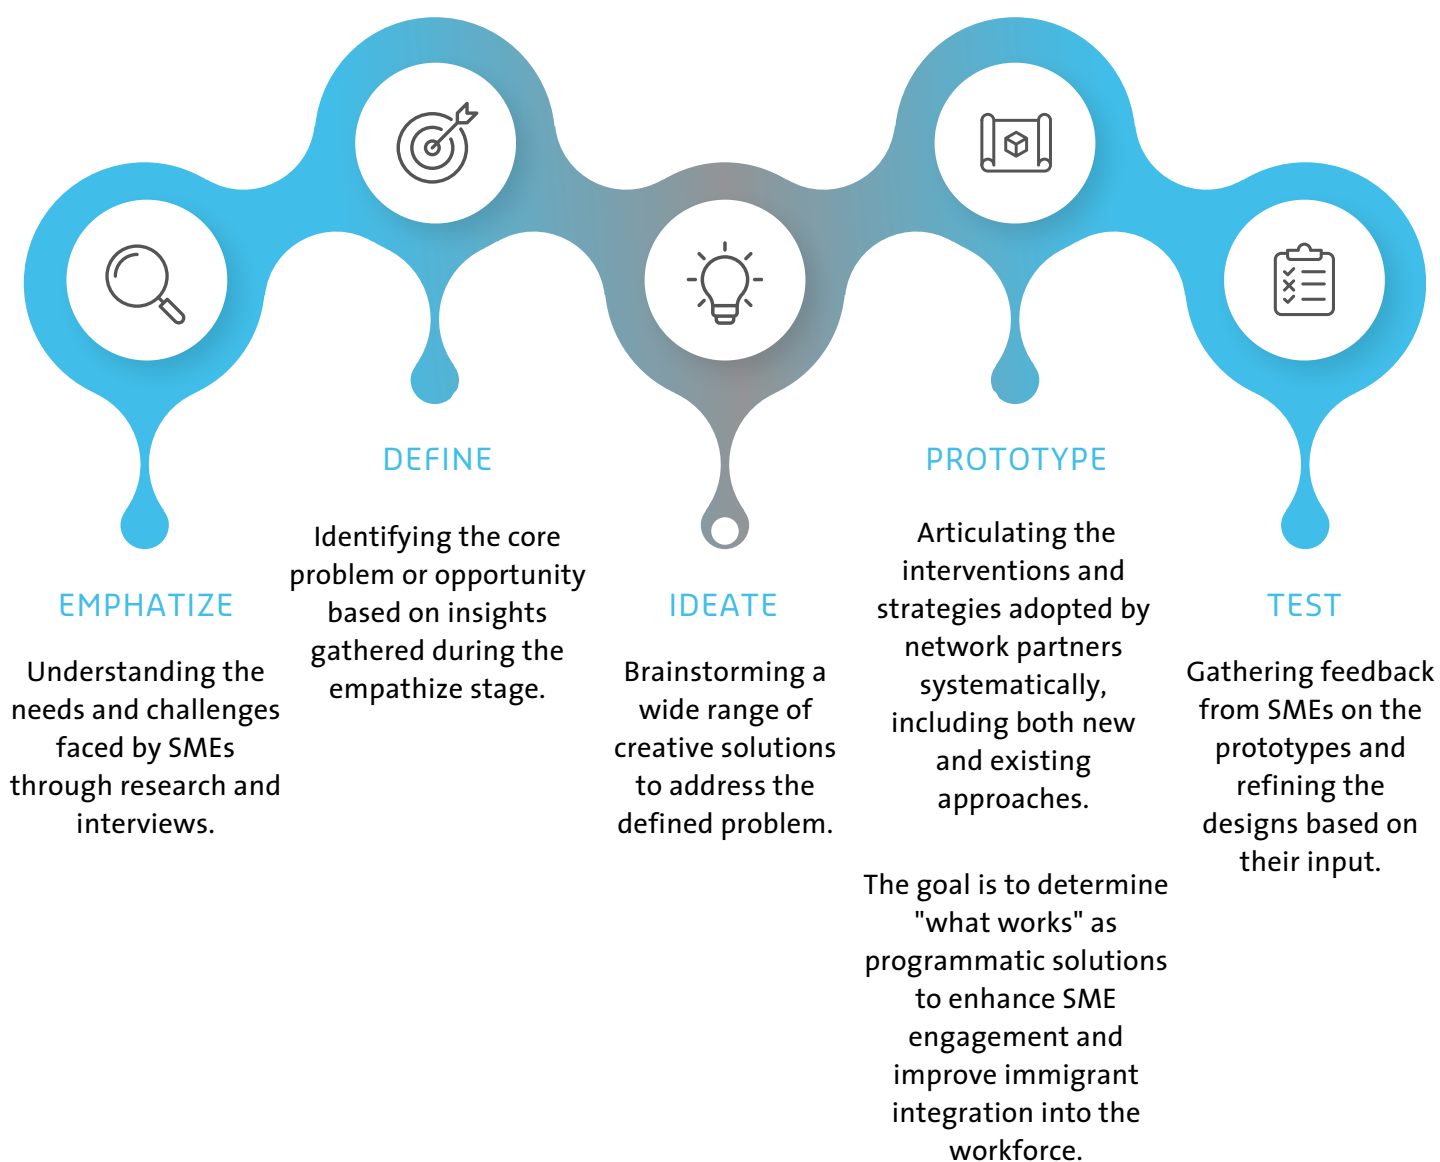 EMPHATIZE
Understanding the
needs and challenges
faced by SMEs
through research and
interviews.
DEFINE
Identifying the core
problem or opportunity
based on insights
gathered during the
empathize stage.
IDEATE
Brainstorming a
wide range of
creative solutions
to address the
defined problem.
PROTOTYPE
Articulating the
interventions and
strategies adopted by
network partners
systematically,
including both new
and existing
approaches.
The goal is to determine
"what works" as
programmatic solutions
to enhance SME
engagement and
improve immigrant
integration into the
workforce.
TEST
Gathering feedback
from SMEs on the
prototypes and
refining the
designs based on
their input.